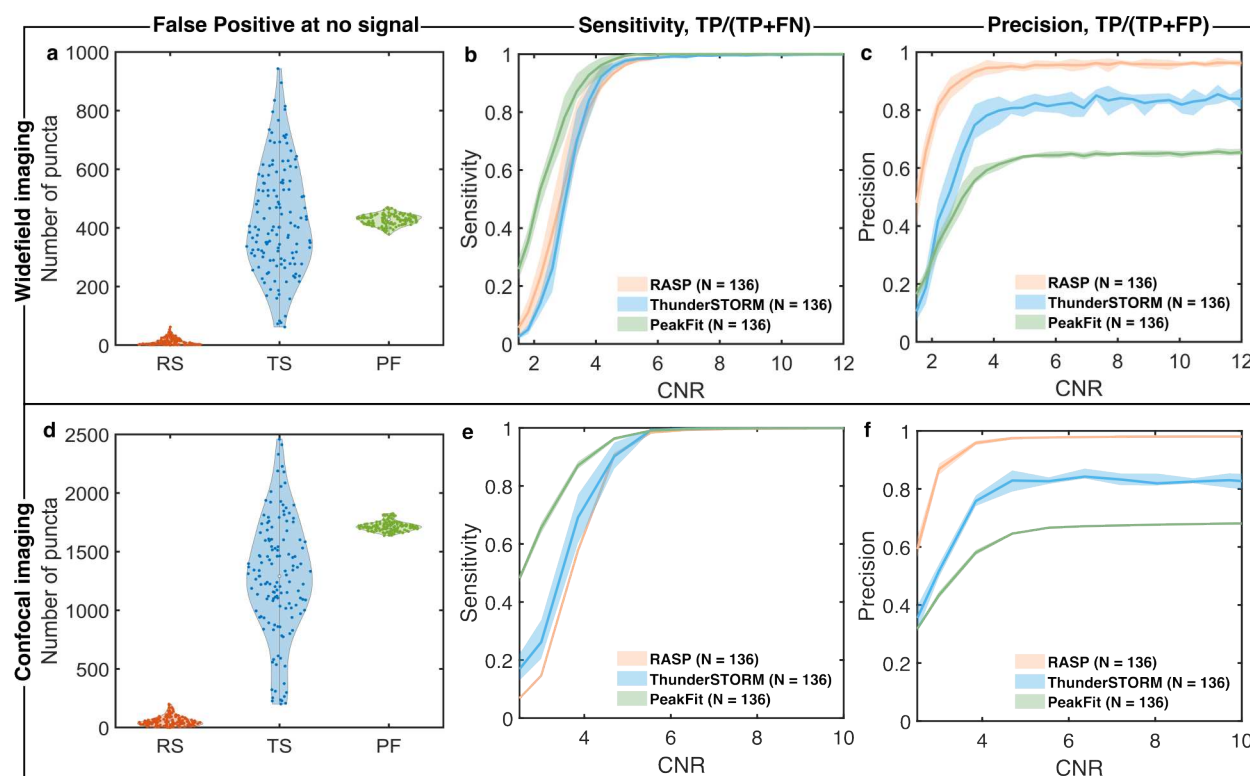 False Positive at no signal
Sensitivity, TP/(TP+FN)
Precision, TP/(TP+FP)
Widefield imaging
a
Number of puncta
1000
800
600
400
200
0
RS
TS
PF
b
Sensitivity
1
0.8
0.6
0.4
0.2
0
2
4
6
8
10
12
CNR
RASP (N = 136)
ThunderSTORM (N = 136)
PeakFit (N = 136)
c
Precision
1
0.8
0.6
0.4
0.2
0
2
4
6
8
10
12
CNR
RASP (N = 136)
ThunderSTORM (N = 136)
PeakFit (N = 136)
Confocal imaging
d
Number of puncta
2500
2000
1500
1000
500
0
RS
TS
PF
e
Sensitivity
1
0.8
0.6
0.4
0.2
0
4
6
8
10
CNR
RASP (N = 136)
ThunderSTORM (N = 136)
PeakFit (N = 136)
f
Precision
1
0.8
0.6
0.4
0.2
0
4
6
8
10
CNR
RASP (N = 136)
ThunderSTORM (N = 136)
PeakFit (N = 136)